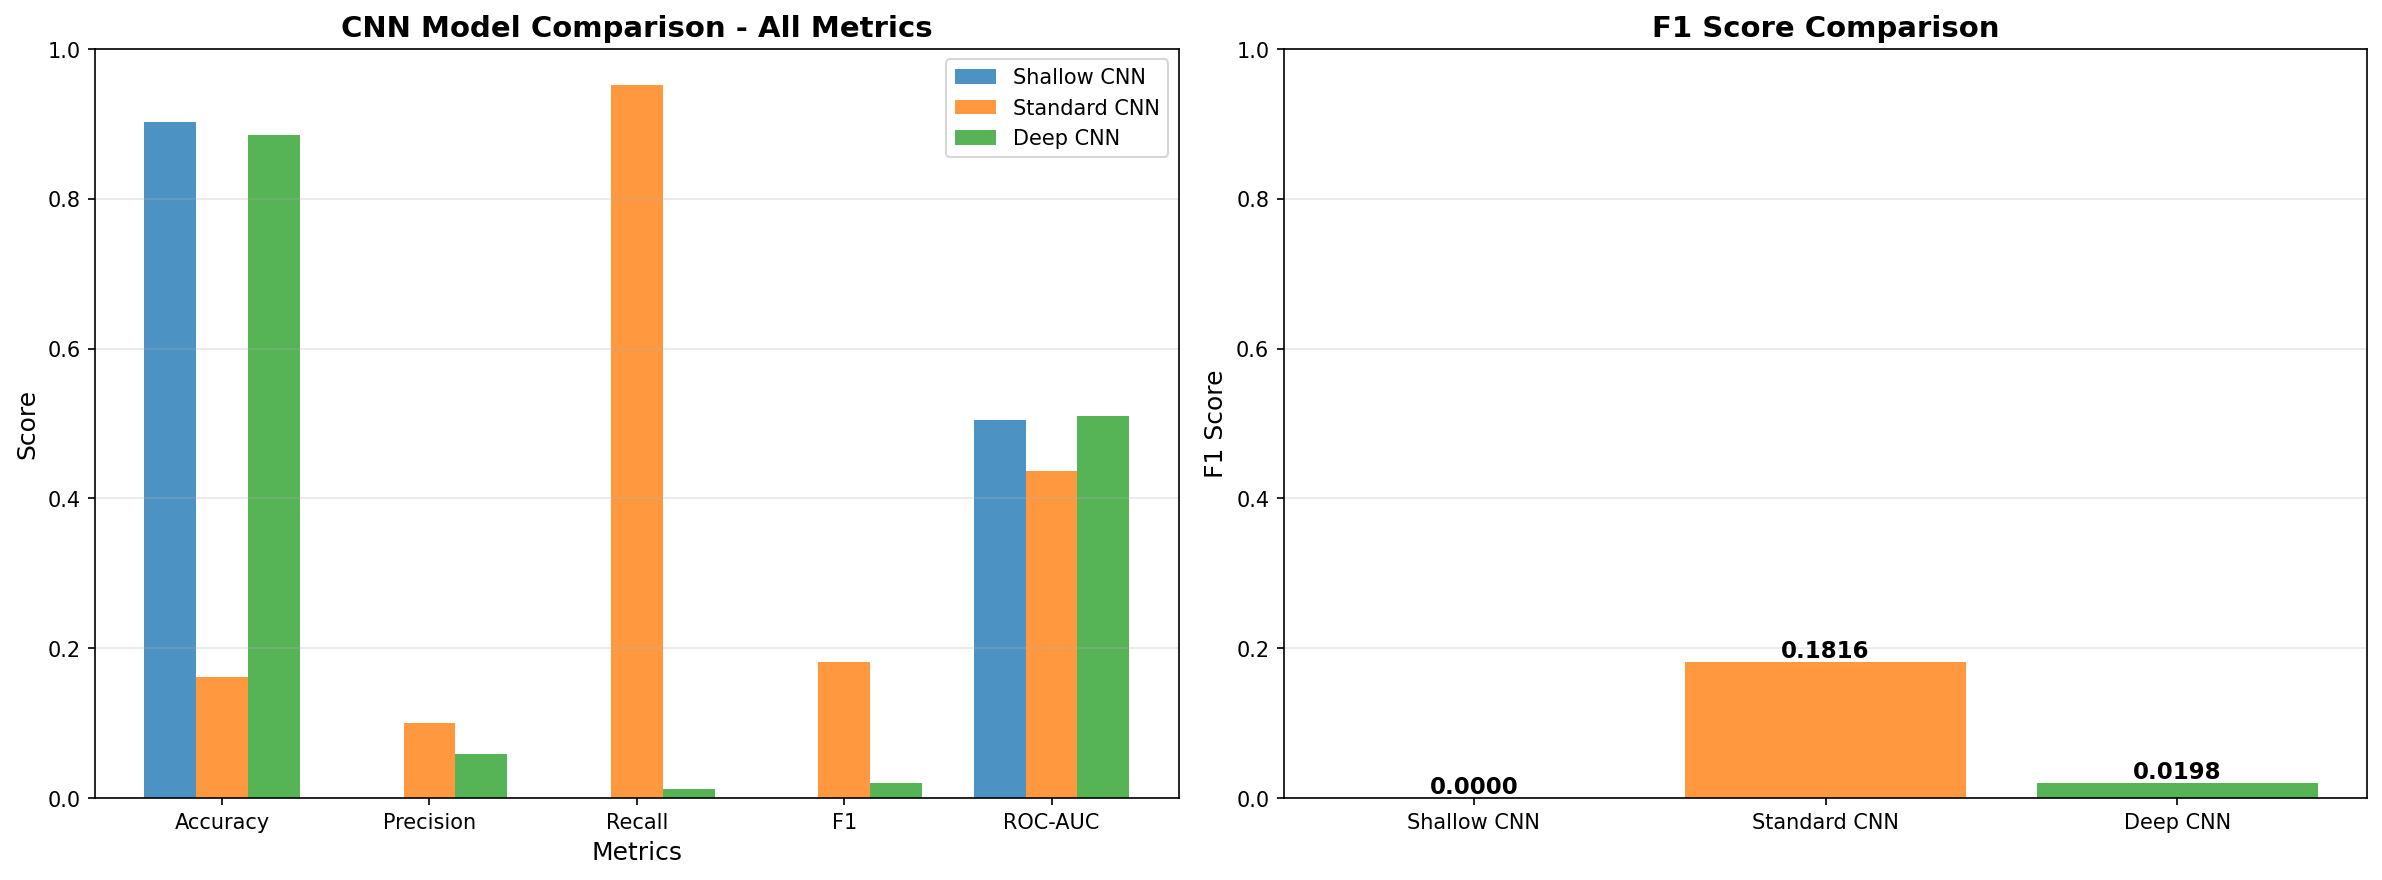 CNN Model Comparison - All Metrics
Score
1.0
0.8
0.6
0.4
0.2
0.0
Shallow CNN
Standard CNN
Deep CNN
Accuracy
Precision
Recall
F1
ROC-AUC
Metrics
F1 Score Comparison
F1 Score
1.0
0.8
0.6
0.4
0.2
0.0
0.0000
0.1816
0.0198
Shallow CNN
Standard CNN
Deep CNN